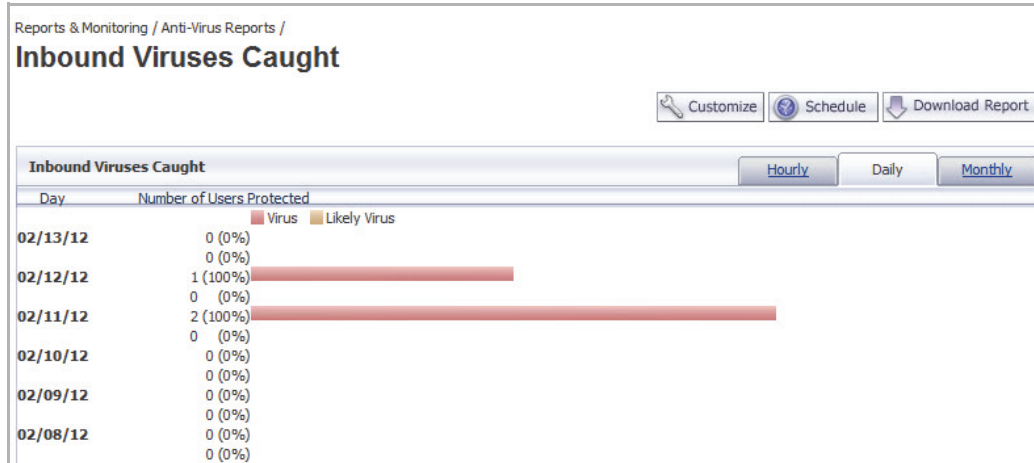 Reports & Monitoring / Anti-Virus Reports /
Inbound Viruses Caught
Customize Schedule Download Report
Inbound Viruses Caught Hourly Daily Monthly
Day Number of Users Protected
Virus Likely Virus
02/13/12 0 (0%)
0 (0%)
02/12/12 1 (100%)
0 (0%)
02/11/12 2 (100%)
0 (0%)
02/10/12 0 (0%)
0 (0%)
02/09/12 0 (0%)
0 (0%)
02/08/12 0 (0%)
0 (0%)